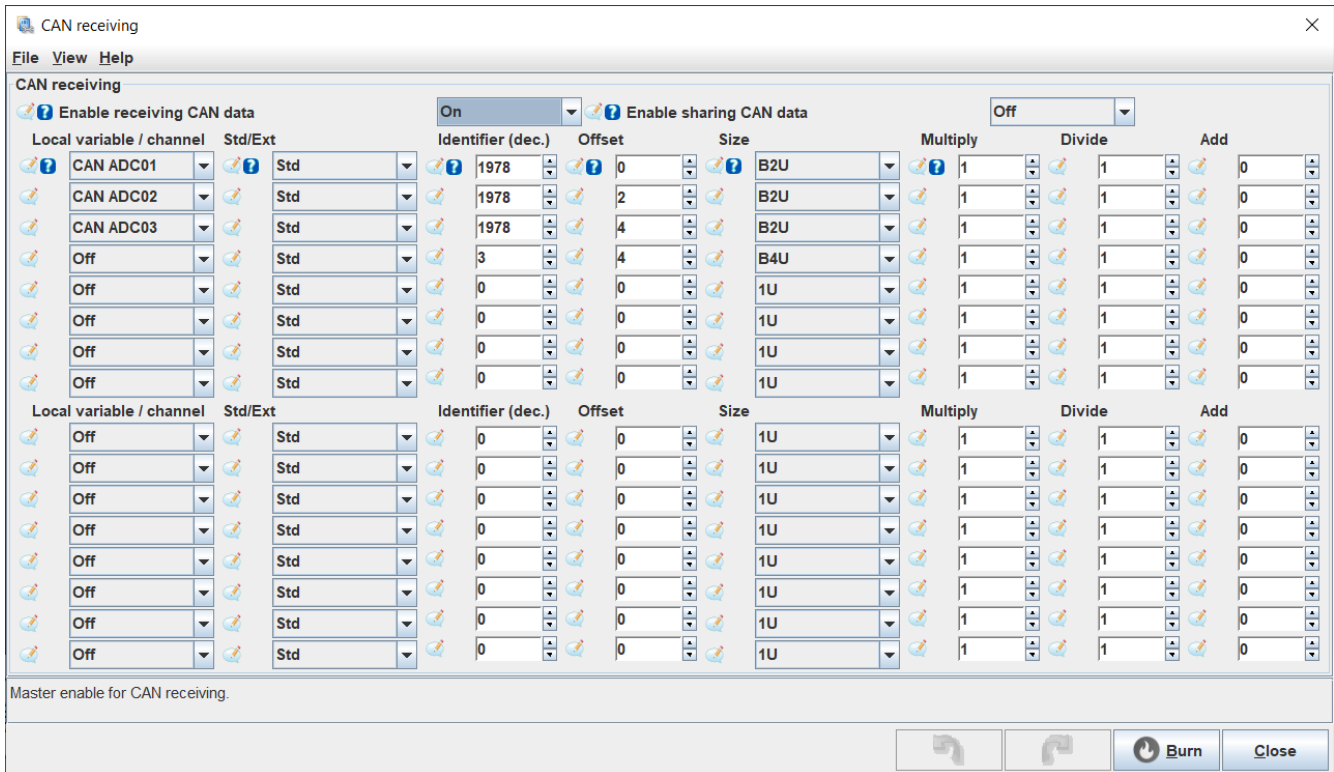 CAN receiving
File View Help
CAN receiving
Enable receiving CAN data On Enable sharing CAN data Off
Local variable / channel Std/Ext Identifier (dec.) Offset Size Multiply Divide Add
CAN ADC01 Std 1978 0 B2U 1 1 0
CAN ADC02 Std 1978 2 B2U 1 1 0
CAN ADC03 Std 1978 4 B2U 1 1 0
Off Std 3 4 B4U 1 1 0
Off Std 0 0 1U 1 1 0
Off Std 0 0 1U 1 1 0
Off Std 0 0 1U 1 1 0
Off Std 0 0 1U 1 1 0
Local variable / channel Std/Ext Identifier (dec.) Offset Size Multiply Divide Add
Off Std 0 0 1U 1 1 0
Off Std 0 0 1U 1 1 0
Off Std 0 0 1U 1 1 0
Off Std 0 0 1U 1 1 0
Off Std 0 0 1U 1 1 0
Off Std 0 0 1U 1 1 0
Off Std 0 0 1U 1 1 0
Off Std 0 0 1U 1 1 0
Master enable for CAN receiving.
Burn Close